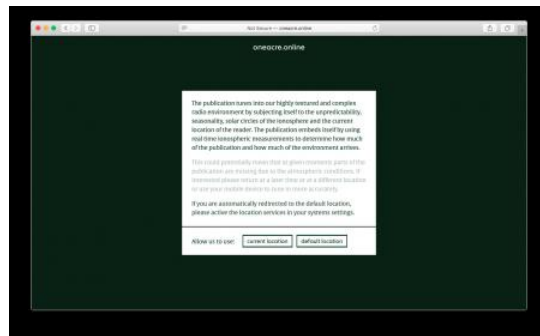 Not Secure — oneacre.online
oneacre.online
The publication tunes into our highly textured and complex
radio environment by subjecting itself to the unpredictability,
seasonality, solar circles of the ionosphere and the current
location of the reader. The publication embeds itself by using
real time ionospheric measurements to determine how much
of the publication and how much of the environment arrives.
This could potentially mean that at given moments parts of the
publication are missing due to the atmospheric conditions. If
interested please return at a later time or at a different location
or use your mobile device to tune in more accurately.
If you are automatically redirected to the default location,
please active the location services in your systems settings.
Allow us to use: current location default location